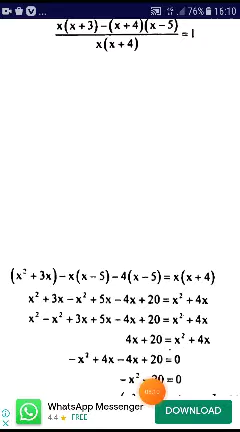 ... 76% 16:10
x(x+3)−(x+4)(x−5) / x(x+4) = 1
(x² + 3x) − x(x − 5) − 4(x − 5) = x(x + 4)
x² + 3x − x² + 5x − 4x + 20 = x² + 4x
x² − x² + 3x + 5x − 4x + 20 = x² + 4x
4x + 20 = x² + 4x
− x² + 4x − 4x + 20 = 0
− x² 20 = 0
WhatsApp Messenger
4.4 ★ FREE
DOWNLOAD